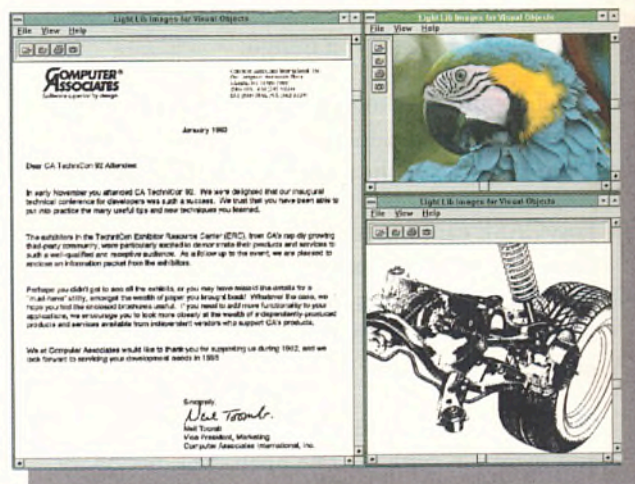 Light Lib Images for Visual Objects
File View Help
COMPUTER ASSOCIATES
Software superior by design.
January 1993
Dear CA TechniCon 92 Attendee:
In early November you attended CA TechniCon 92. We were delighted that our inaugural
technical conference for developers was such a success. We trust that you have been able to
put into practice the many useful tips and new techniques you learned.
The exhibitors in the TechniCon Exhibitor Resource Center (ERC), from CA's rapidly growing
third-party community, were particularly excited to demonstrate their products and services to
such a well-qualified and receptive audience. As a follow up to the event, we are pleased to
enclose an information packet from the exhibitors.
Perhaps you didn't get to see all the exhibits, or you may have missed the details for a
"must have" utility, amongst the wealth of paper you brought back! Whatever the case, we
hope you find the enclosed brochures useful. If you need to add more functionality to your
applications, we encourage you to look more closely at the wealth of independently-produced
products and services available from independent vendors who support CA's products.
We at Computer Associates would like to thank you for supporting us during 1992, and we
look forward to servicing your development needs in 1993.
Sincerely,
Neil Toomb
Neil Toomb
Vice President, Marketing
Computer Associates International, Inc.
Light Lib Images for Visual Objects
File View Help
Light Lib Images for Visual Objects
File View Help